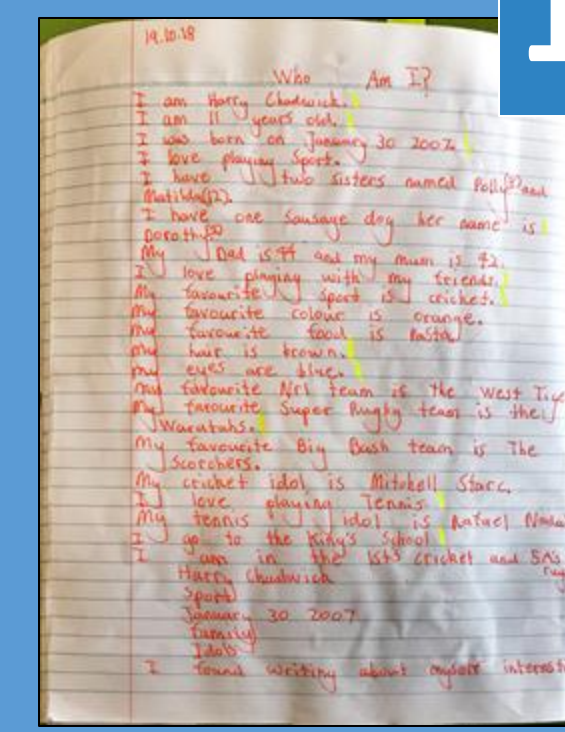 19.10.18
Who Am I?
I am Harry Chadwick.
I am 11 years old.
I was born on January 30 2007.
I love playing Sport.
I have two sisters named Polly and
Matilda(12).
I have one Sausage dog her name is
Dorothy
My Dad is 44 and my mum is 42.
I love playing with my friends.
My favourite sport is cricket.
My favourite colour is orange.
My favourite food is Pasta
My hair is brown.
My eyes are blue.
My favourite Nrl team is the West
My favourite Super Rugby team is the
Waratahs.
My favourite Big Bash team is The
Scorchers.
My cricket idol is Mitchell Starc.
I love playing Tennis
My tennis idol is Rafael
I go to the King's School
I am in the 1sts cricket and 5A's
Harry Chadwick
Sport
January 30 2007
Family
Idols
I found writing about myself